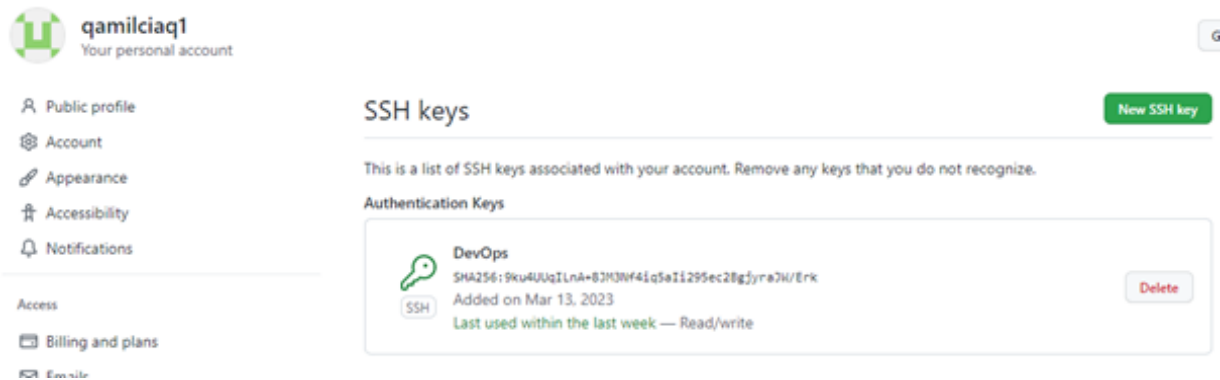 qamilciaq1
Your personal account
G
Public profile
Account
Appearance
Accessibility
Notifications
Access
Billing and plans
Emails
SSH keys
New SSH key
This is a list of SSH keys associated with your account. Remove any keys that you do not recognize.
Authentication Keys
DevOps
SSH
Added on Mar 13, 2023
Last used within the last week — Read/write
Delete